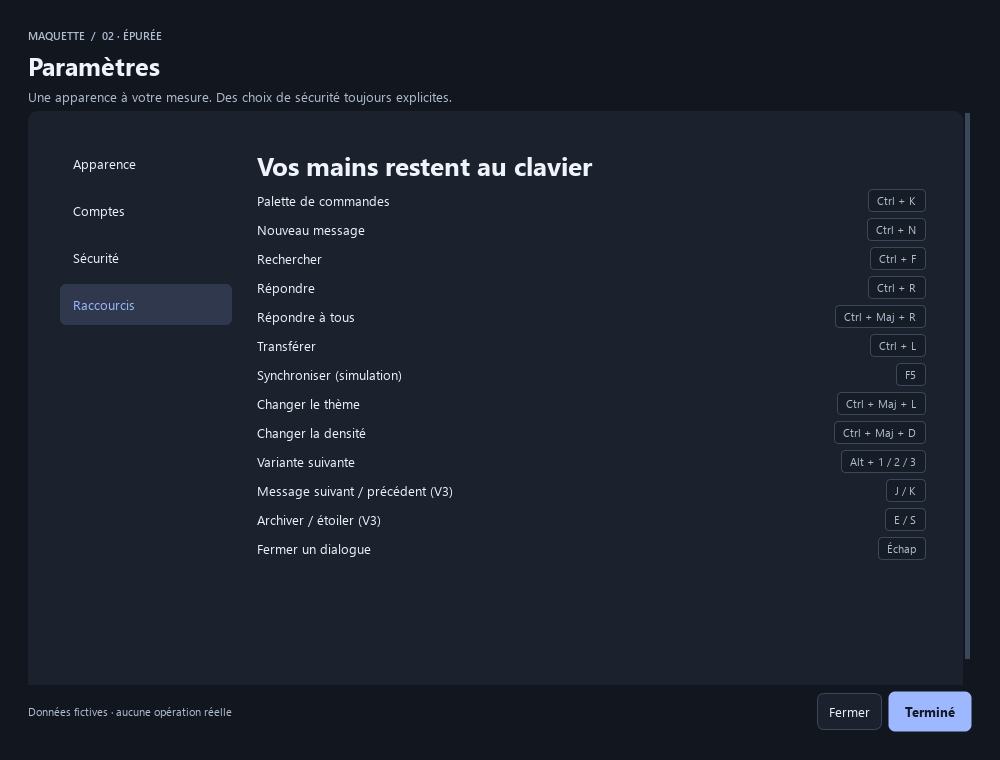 MAQUETTE / 02 · ÉPURÉE
Paramètres
Une apparence à votre mesure. Des choix de sécurité toujours explicites.
Apparence
Comptes
Sécurité
Raccourcis
Vos mains restent au clavier
Palette de commandes Ctrl + K
Nouveau message Ctrl + N
Rechercher Ctrl + F
Répondre Ctrl + R
Répondre à tous Ctrl + Maj + R
Transférer Ctrl + L
Synchroniser (simulation) F5
Changer le thème Ctrl + Maj + L
Changer la densité Ctrl + Maj + D
Variante suivante Alt + 1 / 2 / 3
Message suivant / précédent (V3) J / K
Archiver / étoiler (V3) E / S
Fermer un dialogue Échap
Données fictives · aucune opération réelle
Fermer
Terminé